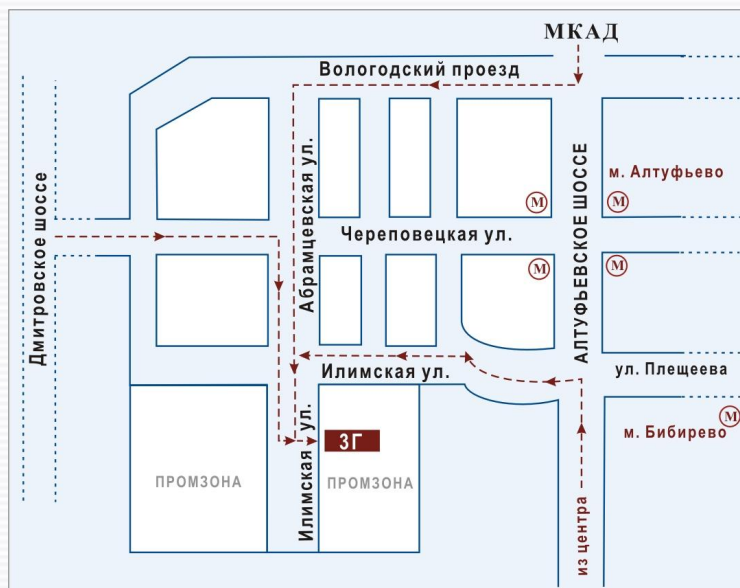 МКАД
Вологодский проезд
м. Алтуфьево
М
М
Абрамцевская ул.
АЛТУФЬЕВСКОЕ ШОССЕ
Дмитровское шоссе
Череповецкая ул.
М
М
Илимская ул.
ул. Плещеева
М
м. Бибирево
3Г
Илимская ул.
ПРОМЗОНА
ПРОМЗОНА
из центра